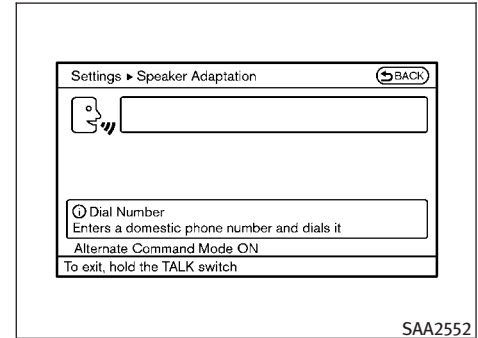 Settings ▸ Speaker Adaptation
BACK
Dial Number
Enters a domestic phone number and dials it
Alternate Command Mode ON
To exit, hold the TALK switch
SAA2552